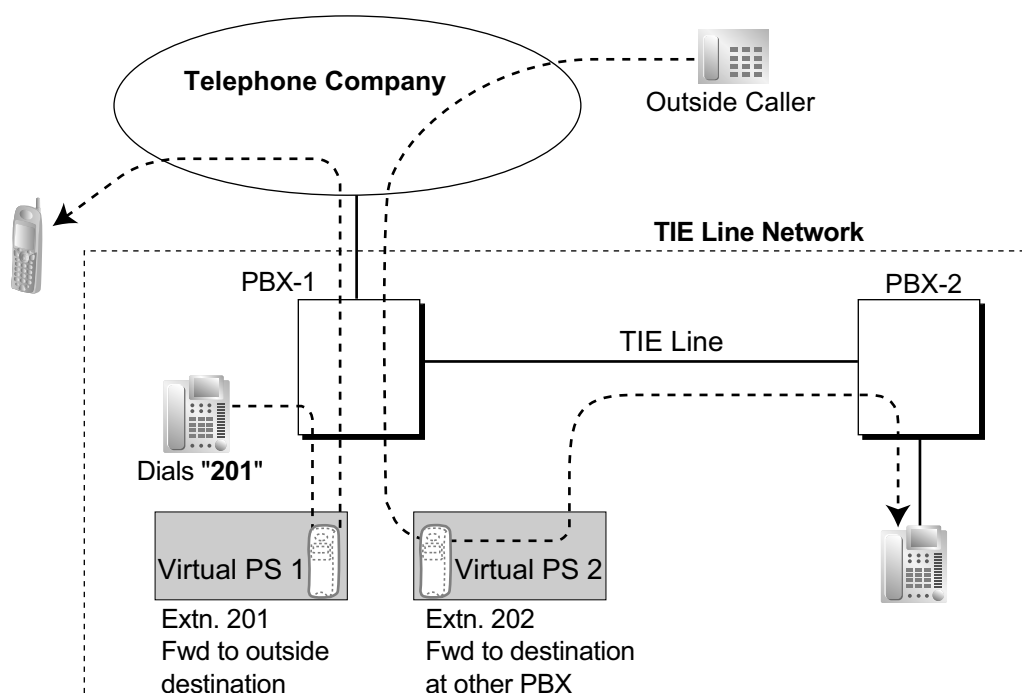 Telephone Company
Outside Caller
TIE Line Network
PBX-1
PBX-2
TIE Line
Dials "201"
Virtual PS 1
Virtual PS 2
Extn. 201
Fwd to outside
destination
Extn. 202
Fwd to destination
at other PBX